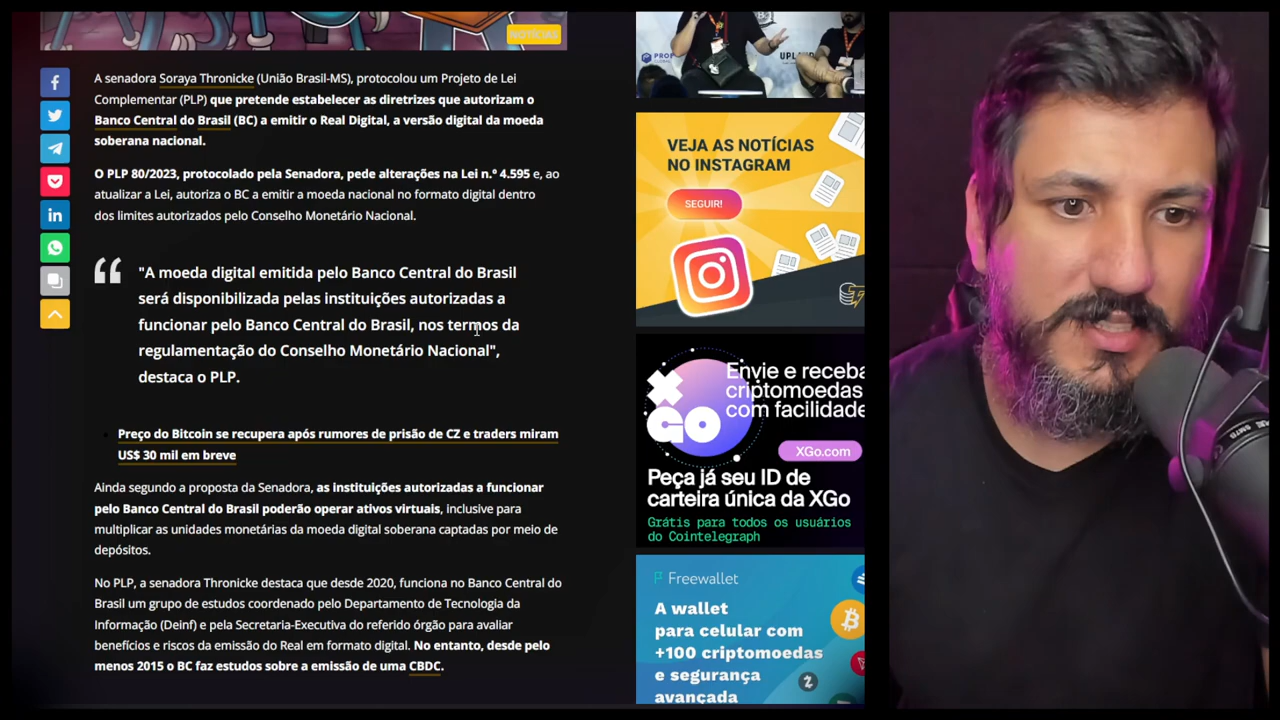 NOTÍCIAS
A senadora Soraya Thronicke (União Brasil-MS), protocolou um Projeto de Lei
Complementar (PLP) que pretende estabelecer as diretrizes que autorizam o
Banco Central do Brasil (BC) a emitir o Real Digital, a versão digital da moeda
soberana nacional.
O PLP 80/2023, protocolado pela Senadora, pede alterações na Lei n.º 4.595 e, ao
atualizar a Lei, autoriza o BC a emitir a moeda nacional no formato digital dentro
dos limites autorizados pelo Conselho Monetário Nacional.
"A moeda digital emitida pelo Banco Central do Brasil
será disponibilizada pelas instituições autorizadas a
funcionar pelo Banco Central do Brasil, nos termos da
regulamentação do Conselho Monetário Nacional",
destaca o PLP.
Preço do Bitcoin se recupera após rumores de prisão de CZ e traders miram
US$ 30 mil em breve
Ainda segundo a proposta da Senadora, as instituições autorizadas a funcionar
pelo Banco Central do Brasil poderão operar ativos virtuais, inclusive para
multiplicar as unidades monetárias da moeda digital soberana captadas por meio de
depósitos.
No PLP, a senadora Thronicke destaca que desde 2020, funciona no Banco Central do
Brasil um grupo de estudos coordenado pelo Departamento de Tecnologia da
Informação (Deinf) e pela Secretaria-Executiva do referido órgão para avaliar
benefícios e riscos da emissão do Real em formato digital. No entanto, desde pelo
menos 2015 o BC faz estudos sobre a emissão de uma CBDC.
VEJA AS NOTÍCIAS
NO INSTAGRAM
SEGUIR!
Envie e receba
criptomoedas
com facilidade
XGO
XGo.com
Peça já seu ID de
carteira única da XGo
Grátis para todos os usuários
do Cointelegraph
Freewallet
A wallet
para celular com
+100 criptomoedas
e segurança
avançada